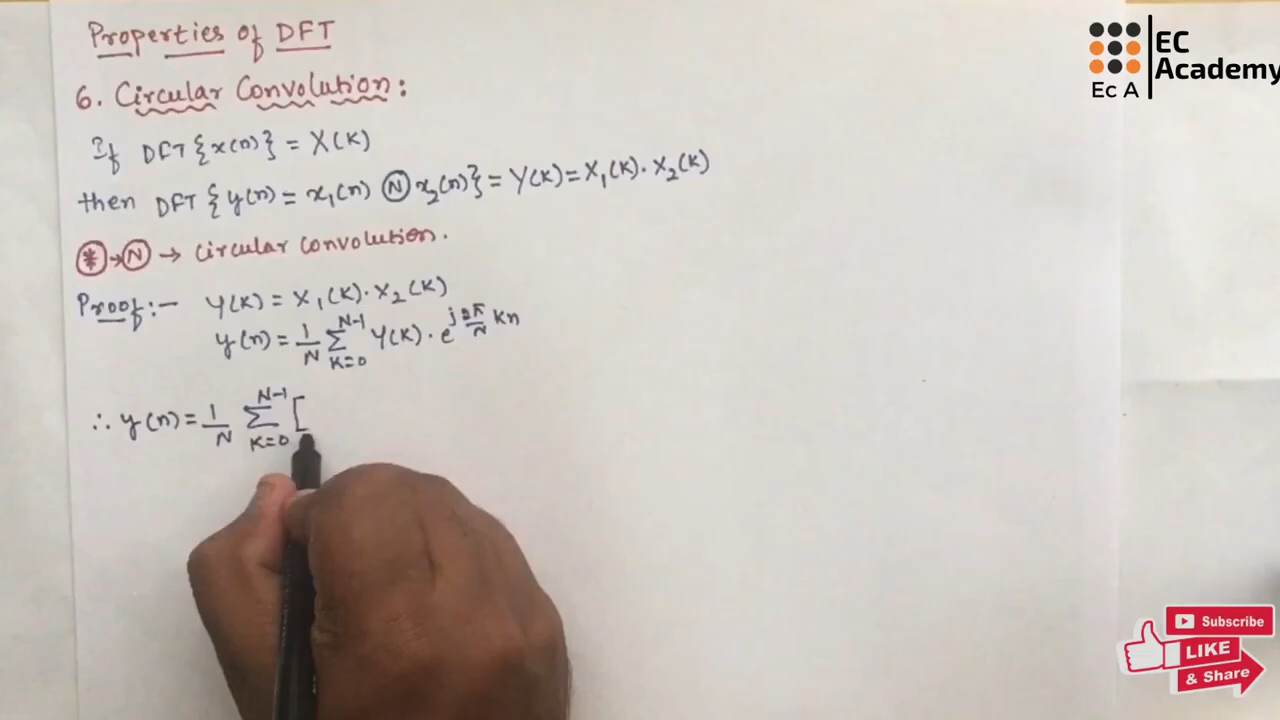 Properties of DFT
6. Circular Convolution:
If DFT{x(n)} = X(K)
then DFT{y(n) = x₁(n) Ⓝ x₂(n)} = Y(K) = X₁(K)·X₂(K)
⊛→Ⓝ → circular convolution.
Proof:- Y(K) = X₁(K)·X₂(K)
y(n) = 1/N Σ_{K=0}^{N-1} Y(K)·e^{j 2π/N Kn}
∴ y(n) = 1/N Σ_{K=0}^{N-1} [
EC
Academy
Ec A
Subscribe
LIKE
& Share